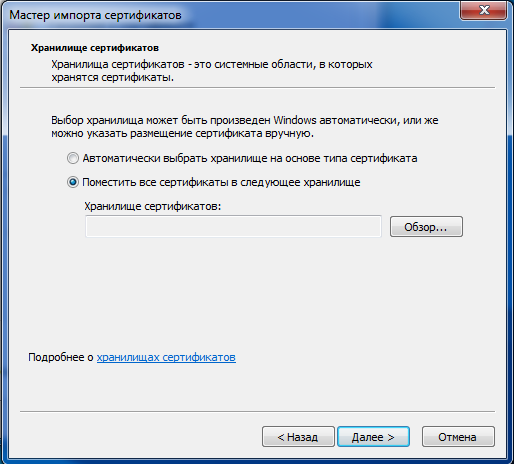 Мастер импорта сертификатов
Хранилище сертификатов
Хранилища сертификатов - это системные области, в которых
хранятся сертификаты.
Выбор хранилища может быть произведен Windows автоматически, или же
можно указать размещение сертификата вручную.
Автоматически выбрать хранилище на основе типа сертификата
Поместить все сертификаты в следующее хранилище
Хранилище сертификатов:
Обзор...
Подробнее о хранилищах сертификатов
< Назад Далее > Отмена